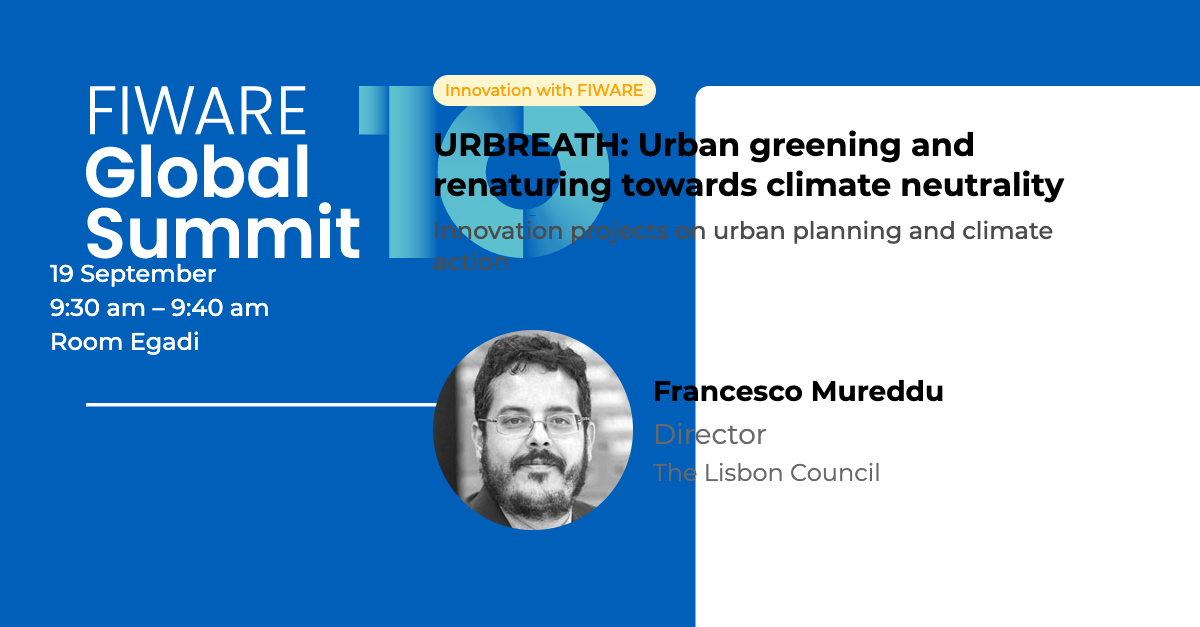 FIWARE
Global
Summit
10
19 September
9:30 am – 9:40 am
Room Egadi
Innovation with FIWARE
URBREATH: Urban greening and
renaturing towards climate neutrality
Innovation projects on urban planning and climate
action
Francesco Mureddu
Director
The Lisbon Council